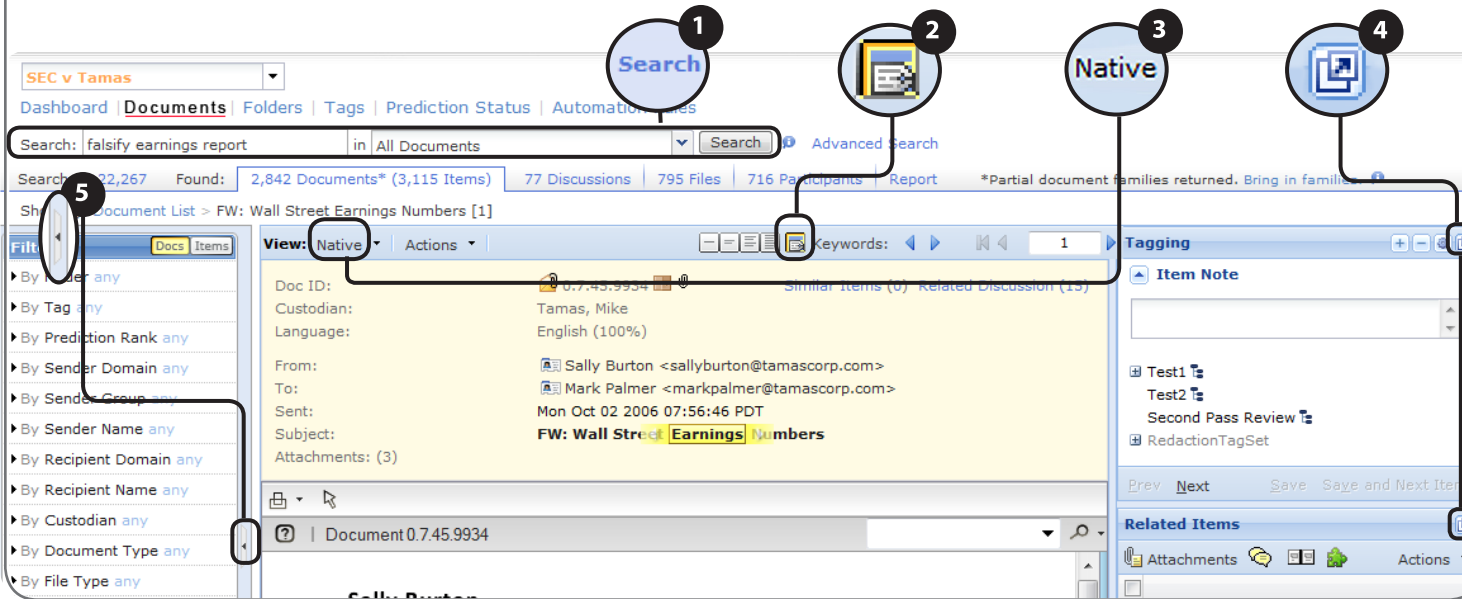 1 2 3 4
Search Native
SEC v Tamas
Dashboard | Documents | Folders | Tags | Prediction Status | Automation
Search: falsify earnings report in All Documents Search Advanced Search
Search 22,267 Found: 2,842 Documents* (3,115 Items) 77 Discussions 795 Files 716 Participants Report *Partial document families returned. Bring in families.
5
Document List > FW: Wall Street Earnings Numbers [1]
Docs Items View: Native Actions Keywords: 1 Tagging
By any
By Tag any
By Prediction Rank any
By Sender Domain any
By Sender Group any
By Sender Name any
By Recipient Domain any
By Recipient Name any
By Custodian any
By Document Type any
By File Type any
Doc ID: 0.7.45.9934 Similar Items (0) Related Discussion (15)
Custodian: Tamas, Mike
Language: English (100%)
From: Sally Burton <sallyburton@tamascorp.com>
To: Mark Palmer <markpalmer@tamascorp.com>
Sent: Mon Oct 02 2006 07:56:46 PDT
Subject: FW: Wall Street Earnings Numbers
Attachments: (3)
Document 0.7.45.9934
Sally Burton
Item Note
Test1
Test2
Second Pass Review
RedactionTagSet
Prev Next Save Save and Next Item
Related Items
Attachments Actions